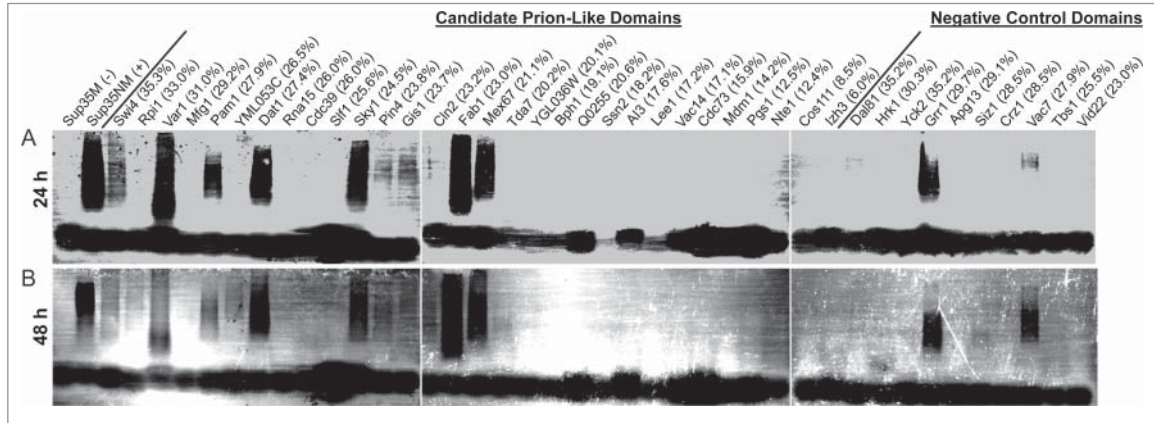 Candidate Prion-Like Domains
Negative Control Domains
Sup35M (-)
Sup35NM (+)
Swi4 (35.3%)
Rpi1 (33.0%)
Var1 (31.0%)
Mfg1 (29.2%)
Pam1 (27.9%)
YML053C (26.5%)
Dat1 (27.4%)
Rna15 (26.0%)
Cdc39 (26.0%)
Sif1 (25.6%)
Sky1 (24.5%)
Pin4 (23.8%)
Gis1 (23.7%)
Cln2 (23.2%)
Fab1 (23.0%)
Mex67 (21.1%)
Tda7 (20.2%)
YGL036W (20.1%)
Bph1 (19.1%)
Q0255 (20.6%)
Ssn2 (18.2%)
AI3 (17.6%)
Lee1 (17.2%)
Vac14 (17.1%)
Cdc73 (15.9%)
Mdm1 (14.2%)
Pgs1 (12.5%)
Nte1 (12.4%)
Cos111 (8.5%)
Izh3 (6.0%)
Dal81 (35.2%)
Hrk1 (30.3%)
Yck2 (35.2%)
Grr1 (29.7%)
Apg13 (29.1%)
Siz1 (28.5%)
Crz1 (28.5%)
Vac7 (27.9%)
Tbs1 (25.5%)
Vid22 (23.0%)
A
24 h
B
48 h